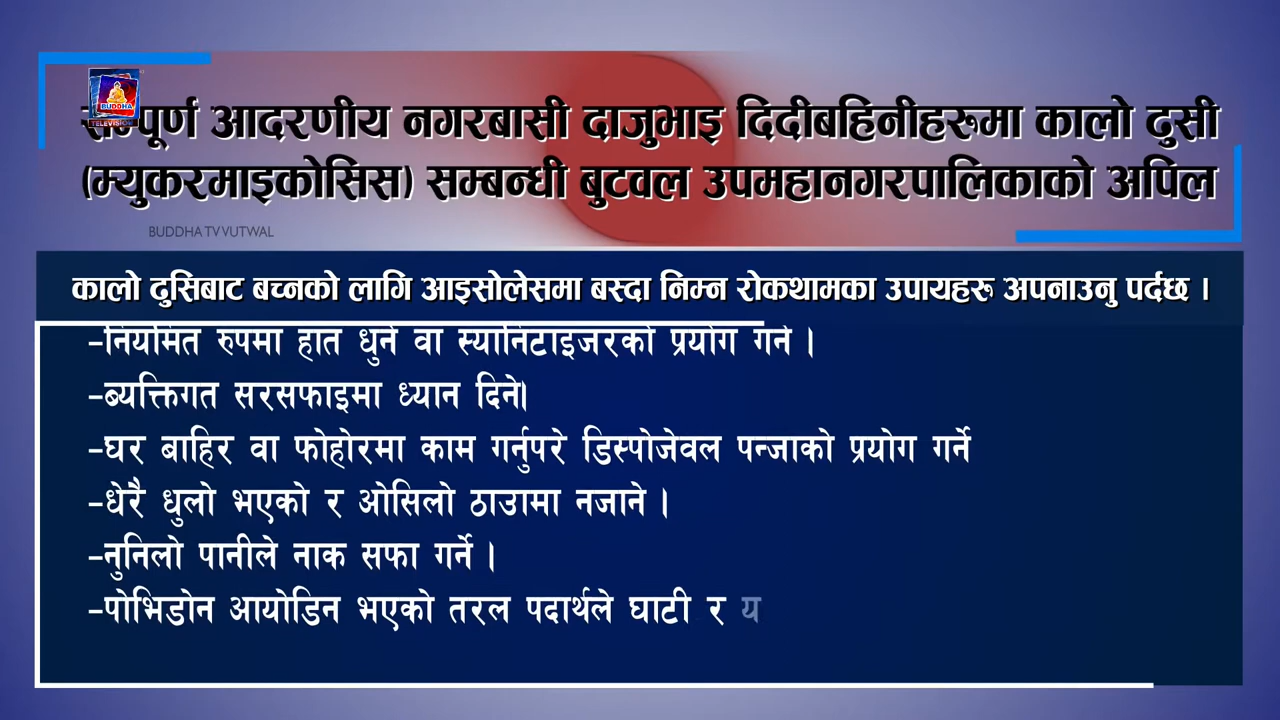 BUDDHA
TELEVISION
सम्पूर्ण आदरणीय नगरबासी दाजुभाइ दिदीबहिनीहरूमा कालो ढुसी
(म्युकरमाइकोसिस) सम्बन्धी बुटवल उपमहानगरपालिकाको अपिल
BUDDHA TV VUTWAL
कालो ढुसिबाट बच्नको लागि आइसोलेसमा बस्दा निम्न रोकथामका उपायहरू अपनाउनु पर्दछ ।
–नियमित रुपमा हात धुने वा स्यानिटाइजरको प्रयोग गर्ने ।
–ब्यक्तिगत सरसफाइमा ध्यान दिने।
–घर बाहिर वा फोहोरमा काम गर्नुपरे डिस्पोजेवल पन्जाको प्रयोग गर्ने
–धेरै धुलो भएको र ओसिलो ठाउामा नजाने ।
–नुनिलो पानीले नाक सफा गर्ने ।
–पोभिडोन आयोडिन भएको तरल पदार्थले घाटी र य